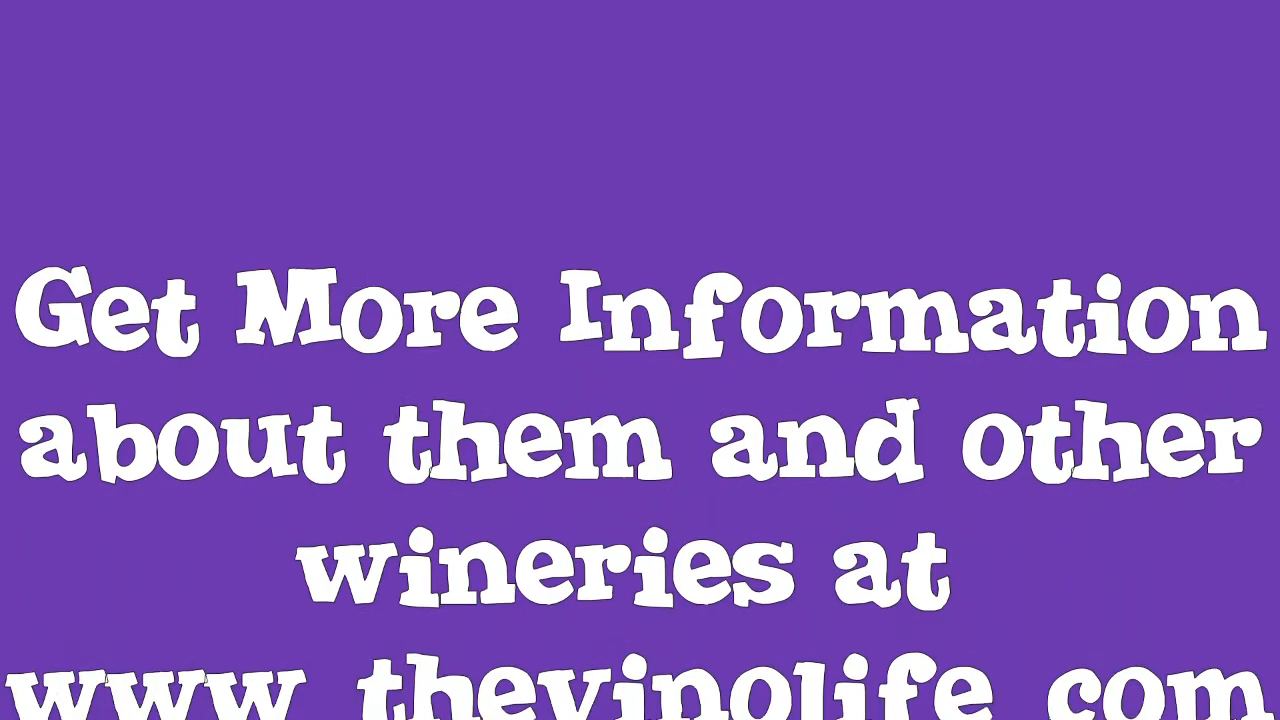 Get More Information
about them and other
wineries at
www thevinolife com